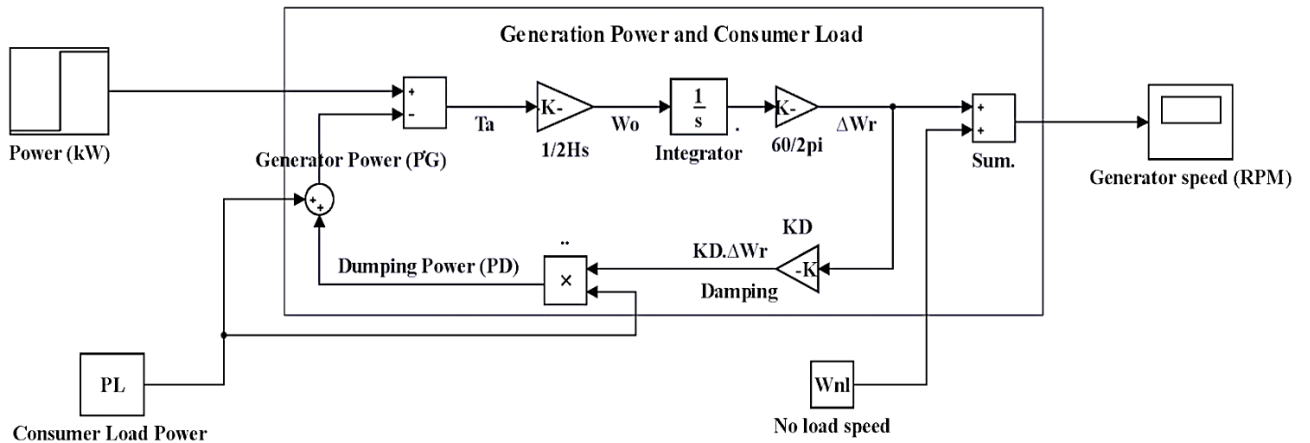 Generation Power and Consumer Load
Power (kW)
+
−
Ta
-K-
1/2Hs
Wo
1
s
Integrator
.
K-
60/2pi
ΔWr
+
+
Sum.
Generator speed (RPM)
Generator Power (PG)
+
+
KD
-K
KD.ΔWr
Damping
..
×
Dumping Power (PD)
PL
Consumer Load Power
Wnl
No load speed